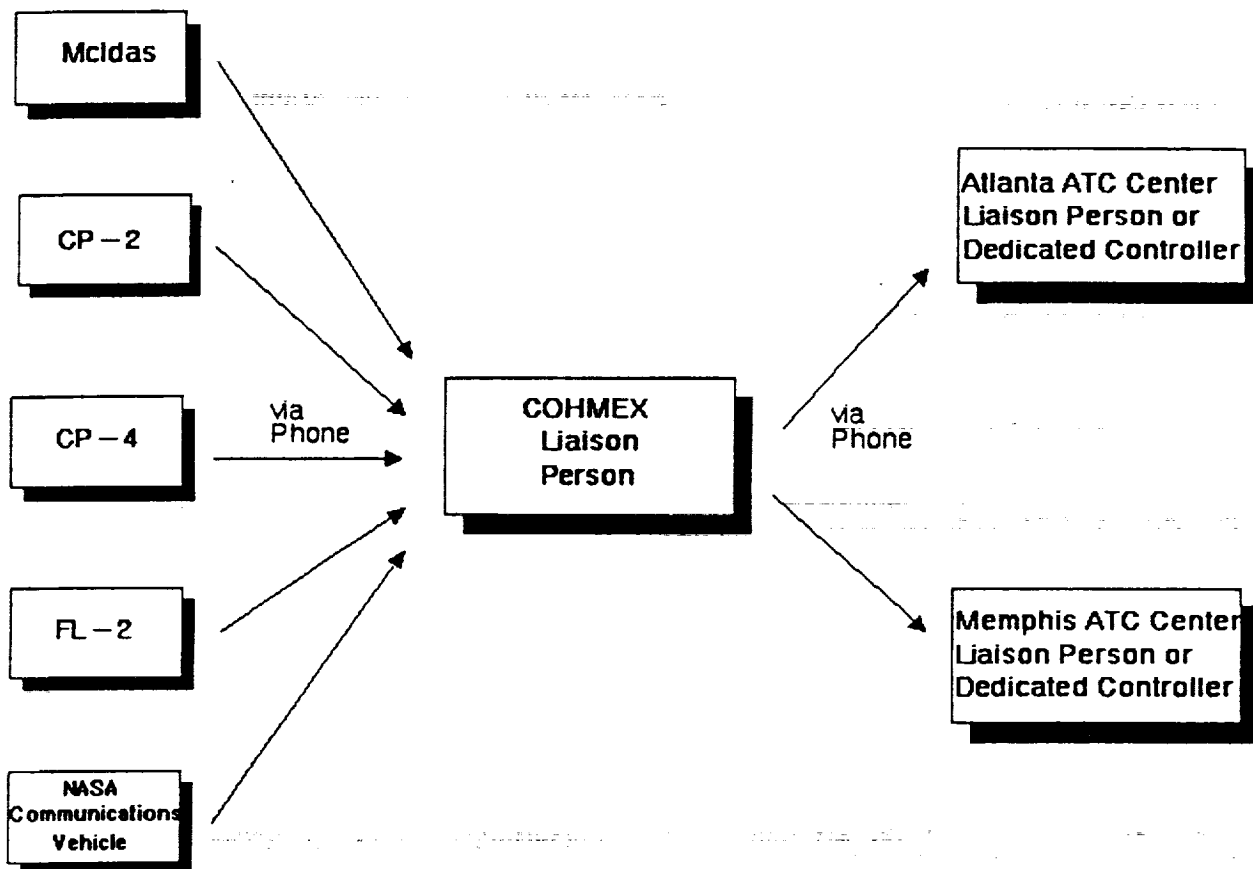 McIdas
CP-2
CP-4
FL-2
NASA
Communications
Vehicle
via
Phone
COHMEX
Liaison
Person
via
Phone
Atlanta ATC Center
Liaison Person or
Dedicated Controller
Memphis ATC Center
Liaison Person or
Dedicated Controller